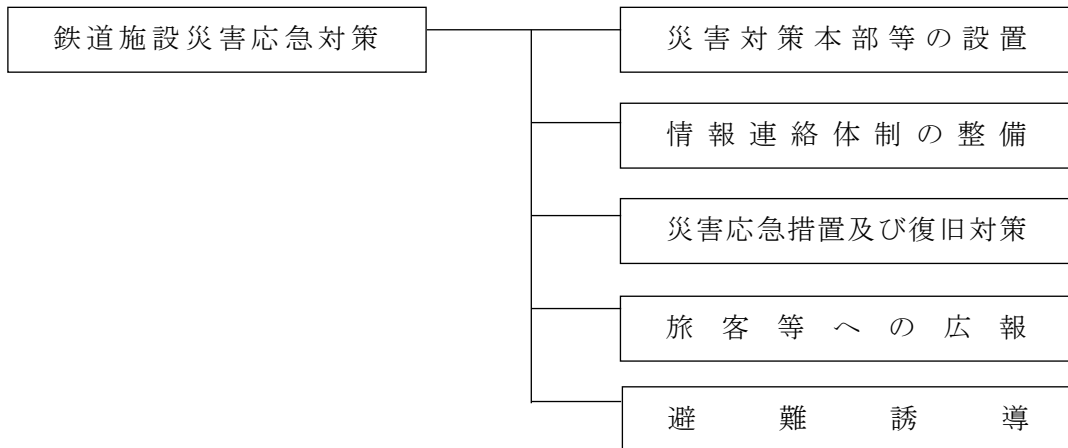 鉄道施設災害応急対策
災害対策本部等の設置
情報連絡体制の整備
災害応急措置及び復旧対策
旅客等への広報
避難誘導